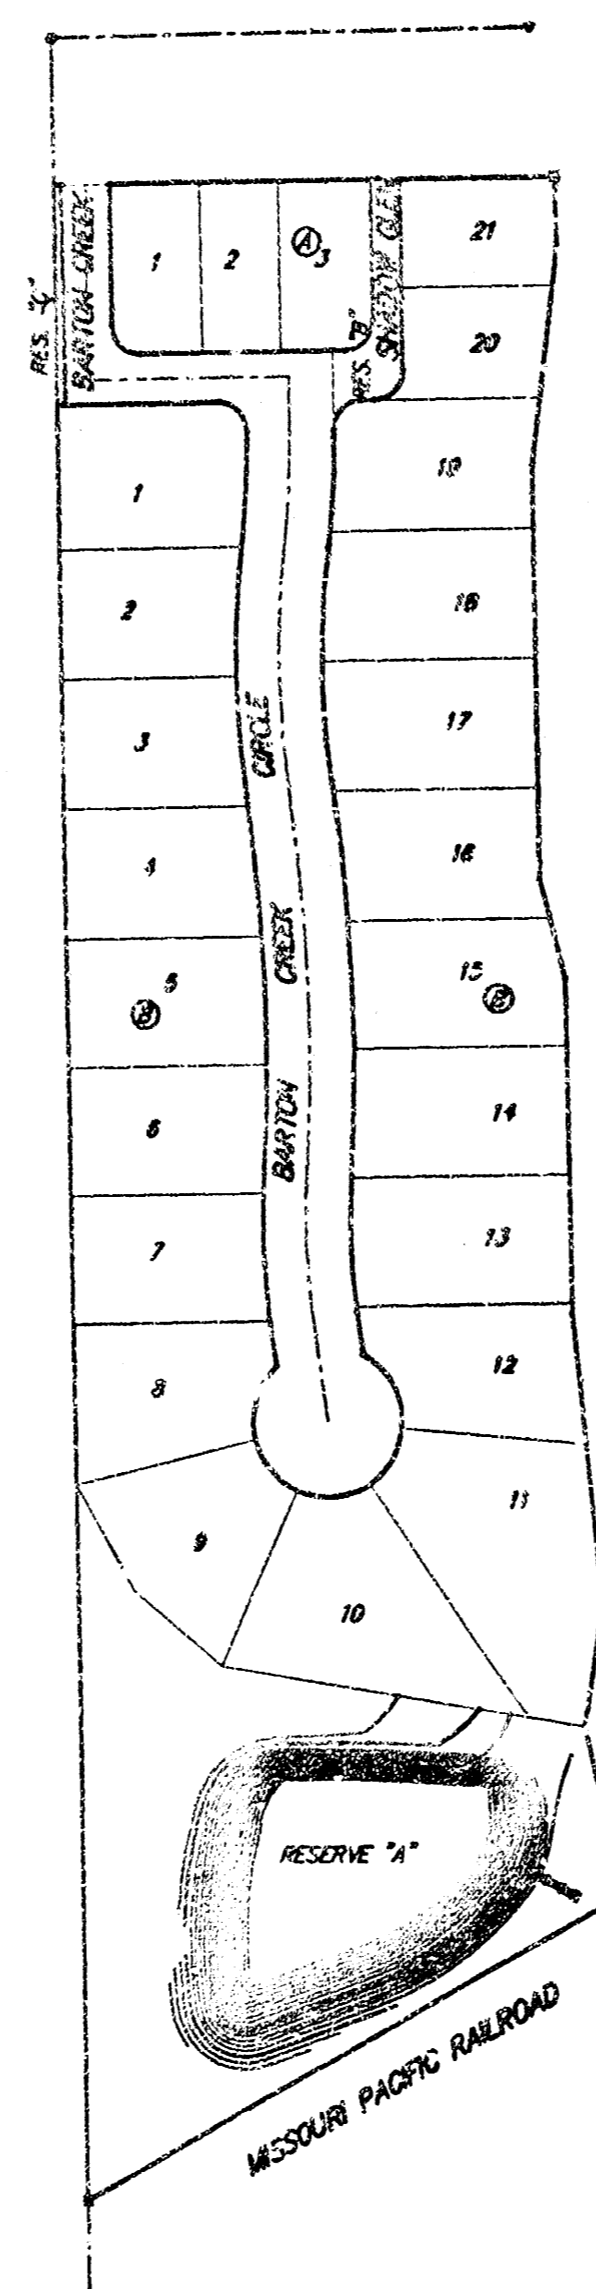 RES. "C"
BARTON CREEK
1
2
A
3
RES. "B"
SHADOW GLEN
21
20
1
19
2
18
3
CIRCLE
17
4
16
5
B
CREEK
15
B
6
BARTON
14
7
13
8
12
9
10
11
RESERVE "A"
MISSOURI PACIFIC RAILROAD